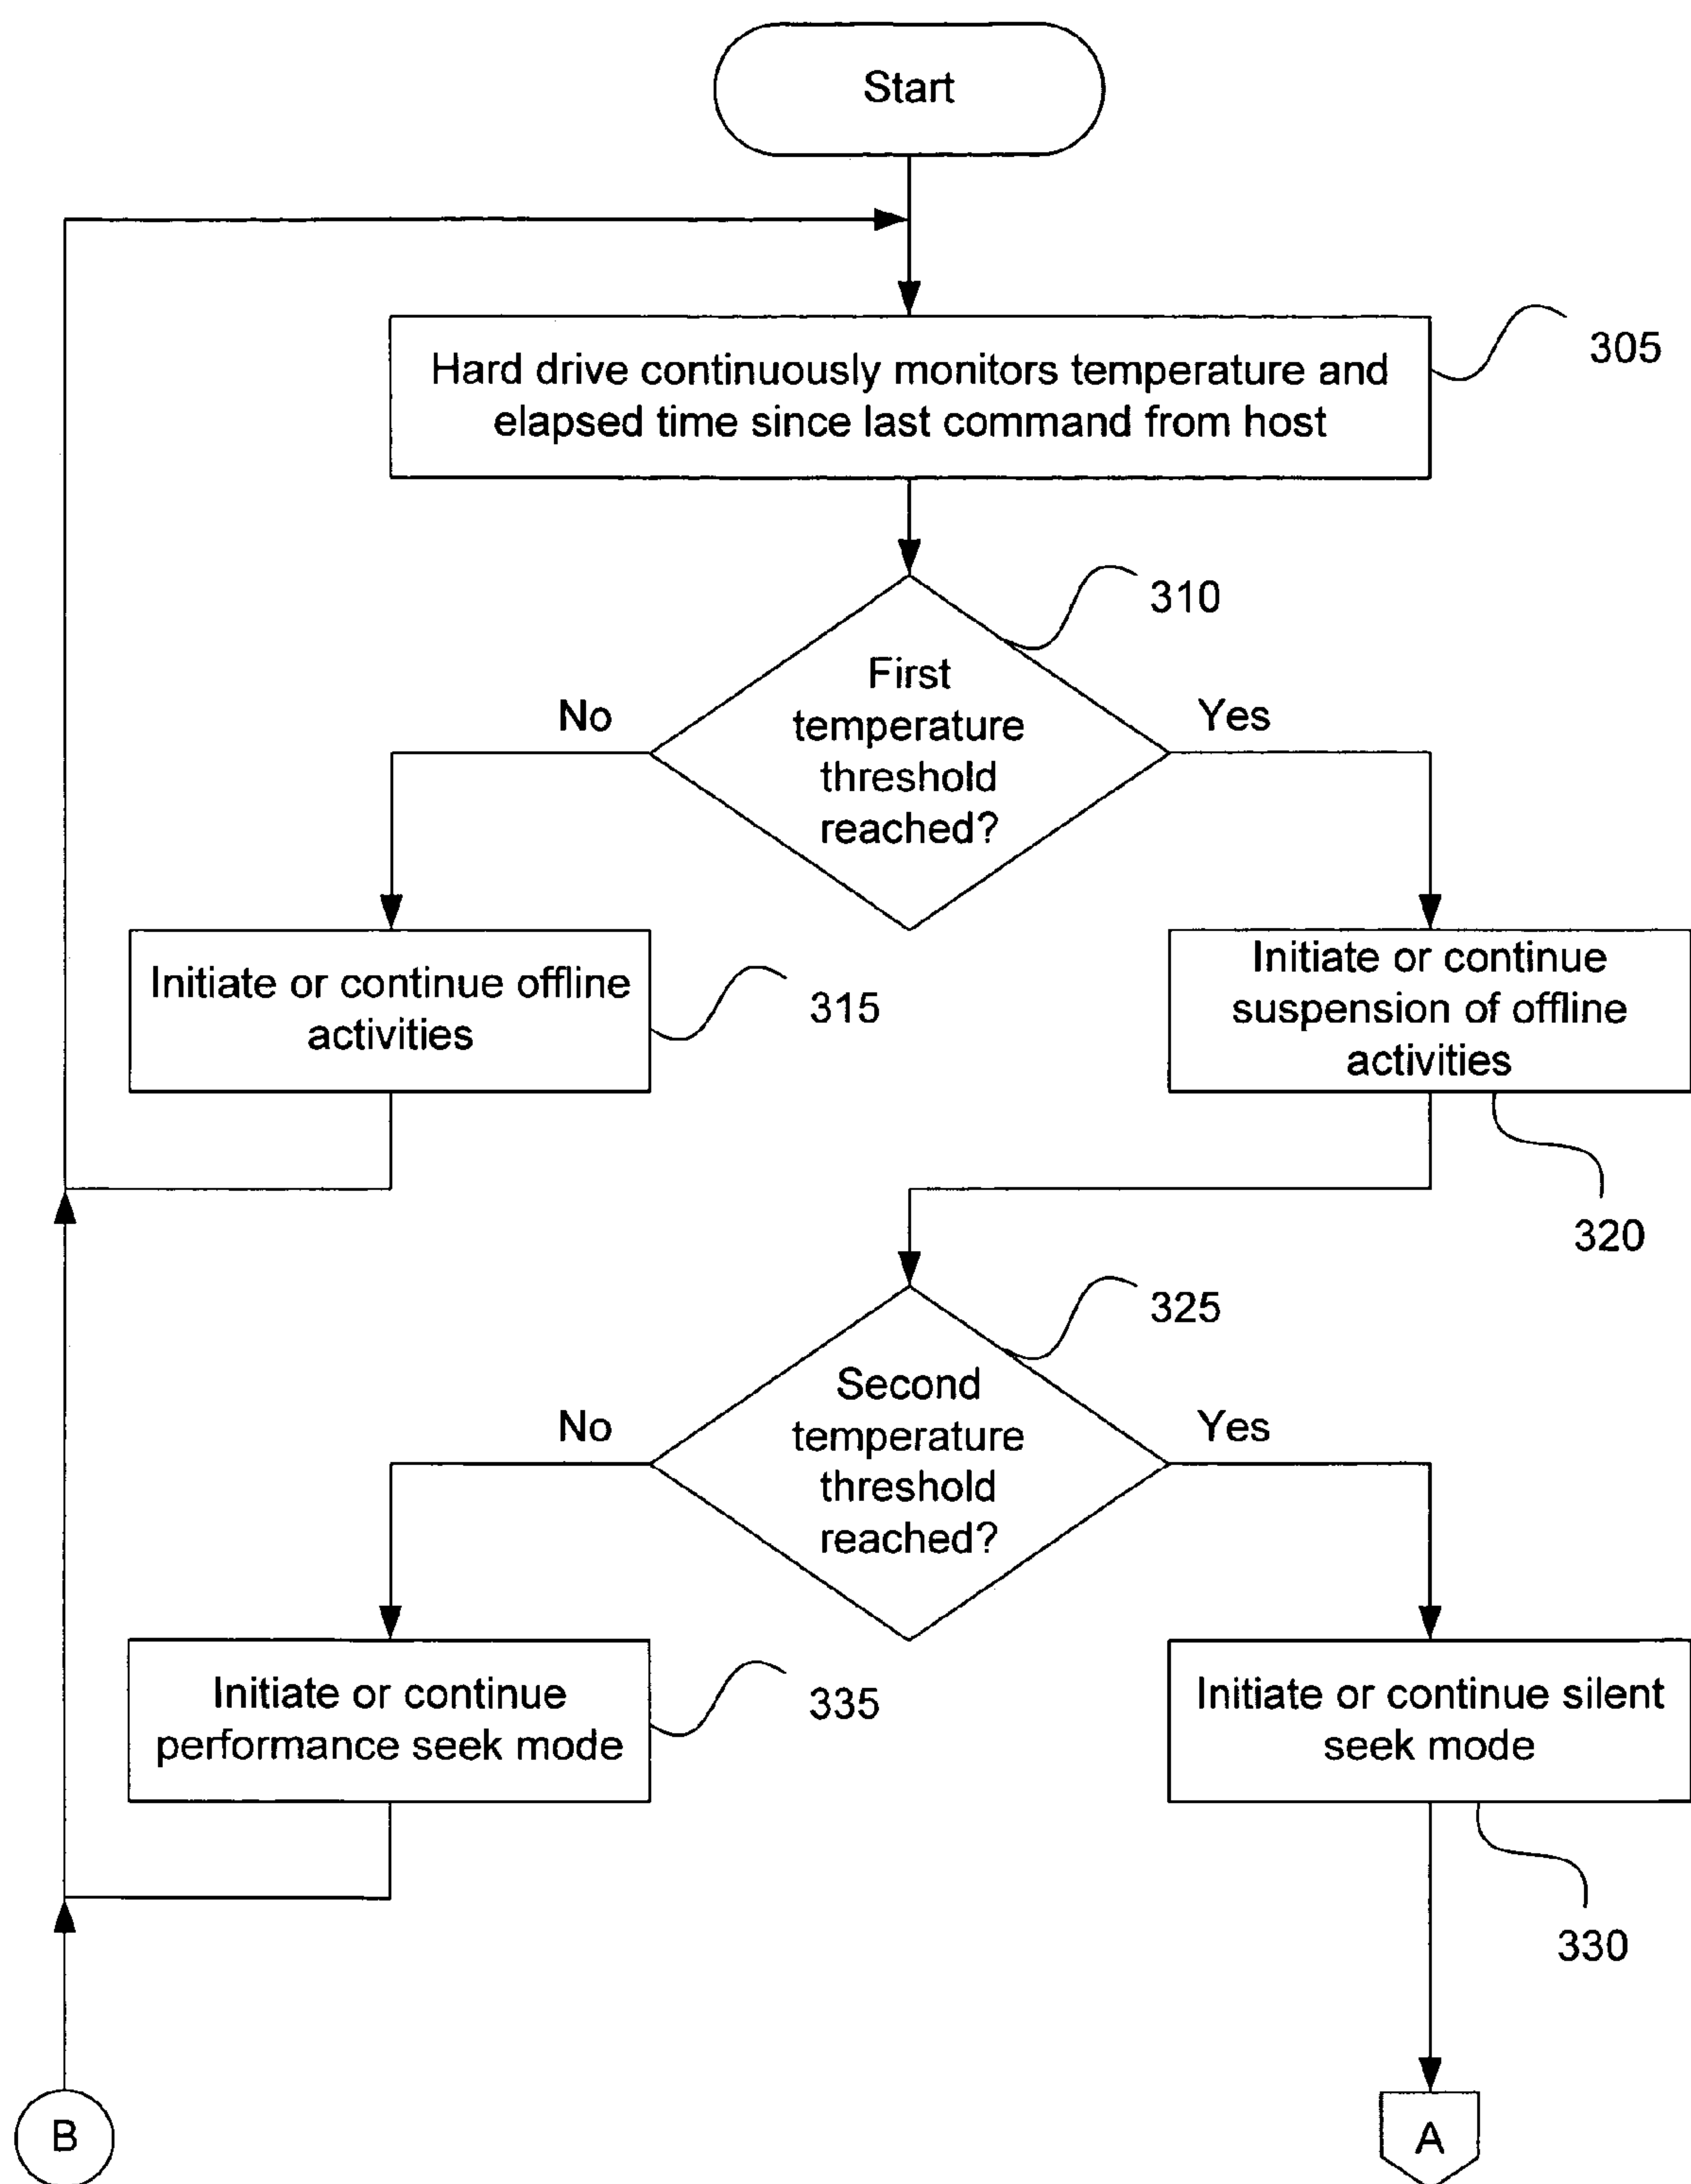 Start
Hard drive continuously monitors temperature and
elapsed time since last command from host
305
310
First
temperature
threshold
reached?
No
Yes
Initiate or continue offline
activities
315
Initiate or continue
suspension of offline
activities
320
325
Second
temperature
threshold
reached?
No
Yes
Initiate or continue
performance seek mode
335
Initiate or continue silent
seek mode
330
B
A